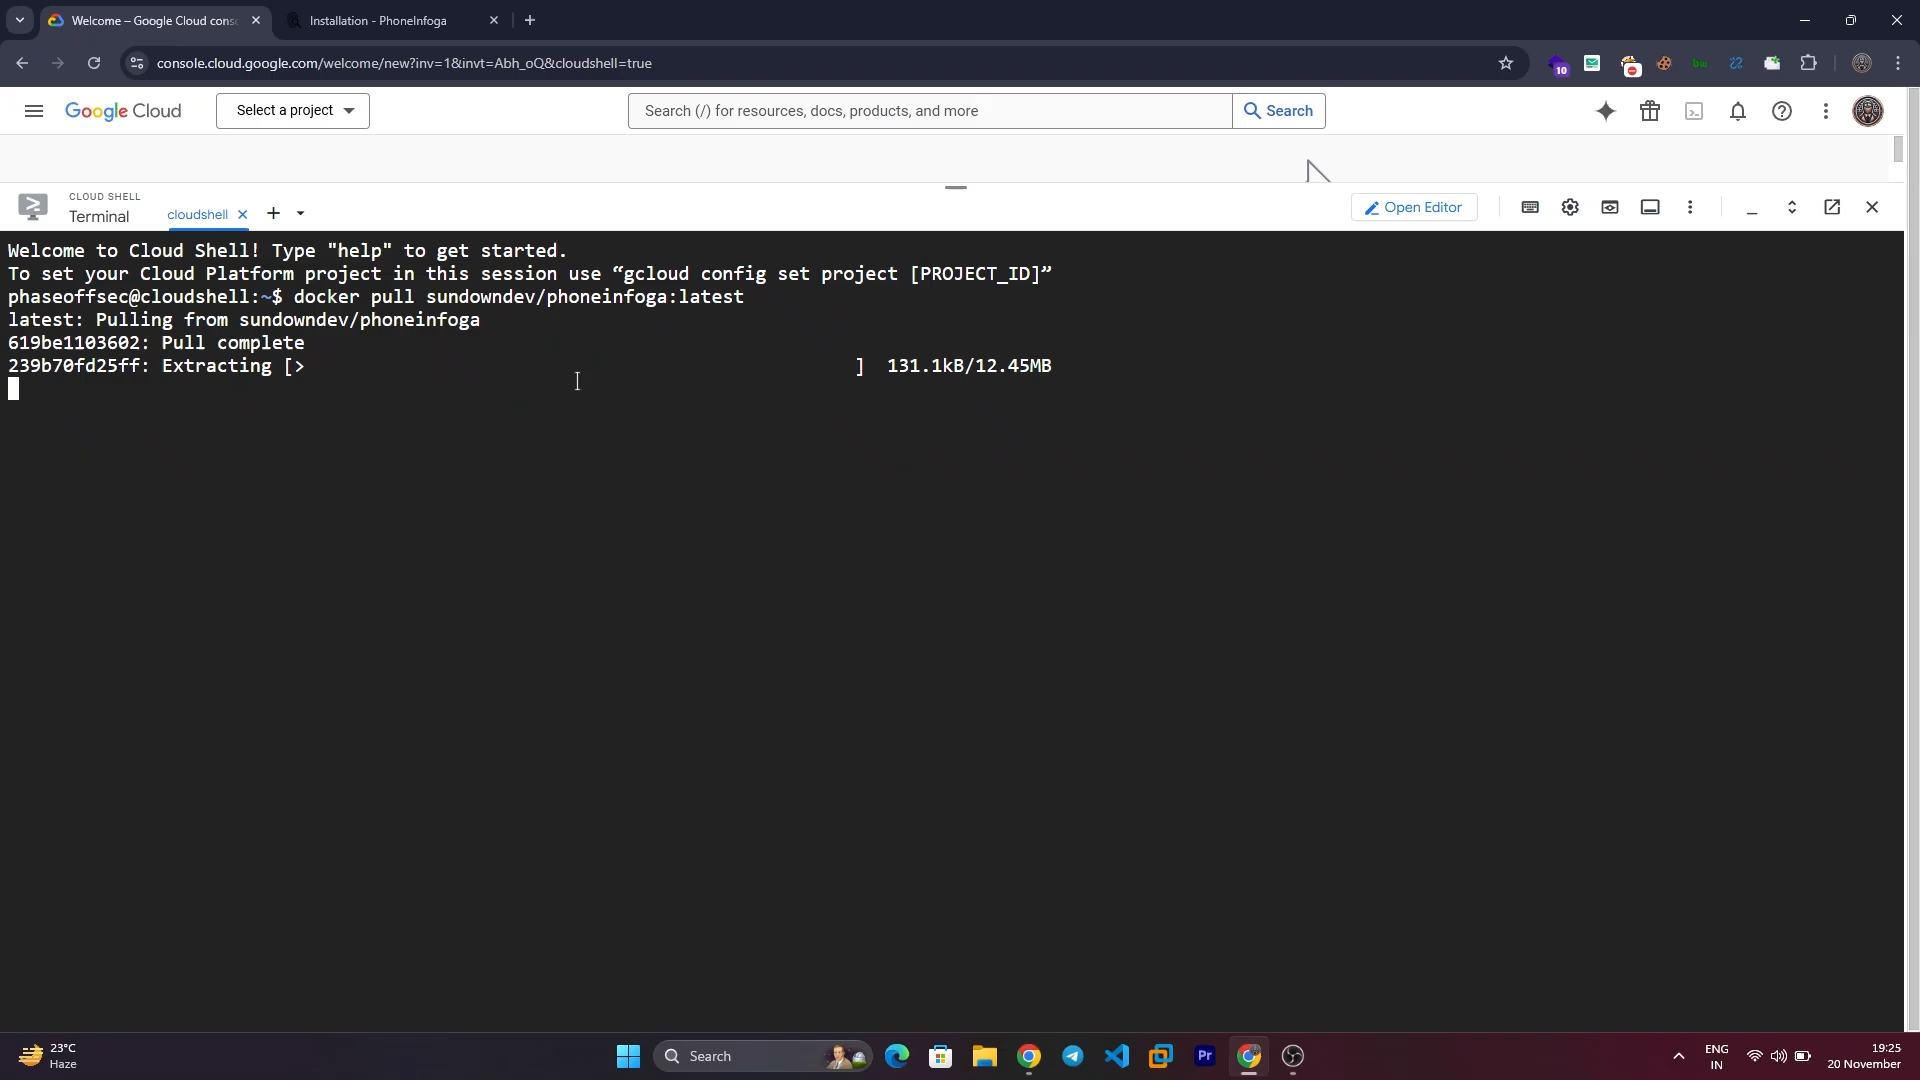 Welcome – Google Cloud cons
Installation - PhoneInfoga
console.cloud.google.com/welcome/new?inv=1&invt=Abh_oQ&cloudshell=true
10
bw
Google Cloud
Select a project
Search (/) for resources, docs, products, and more
Search
CLOUD SHELL
Terminal
cloudshell
Open Editor
Welcome to Cloud Shell! Type "help" to get started.
To set your Cloud Platform project in this session use “gcloud config set project [PROJECT_ID]”
phaseoffsec@cloudshell:~$ docker pull sundowndev/phoneinfoga:latest
latest: Pulling from sundowndev/phoneinfoga
619be1103602: Pull complete
239b70fd25ff: Extracting [> ] 131.1kB/12.45MB
23°C
Haze
Search
Pr
ENG
IN
19:25
20 November